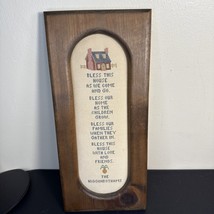 BLESS THIS
HOUSE
AS WE COME
AND GO.
BLESS OUR
HOME
AS THE
CHILDREN
GROW.
BLESS OUR
FAMILIES
WHEN THEY
GATHER IN.
BLESS THIS
HOUSE
WITH LOVE
AND
FRIENDS.
THE